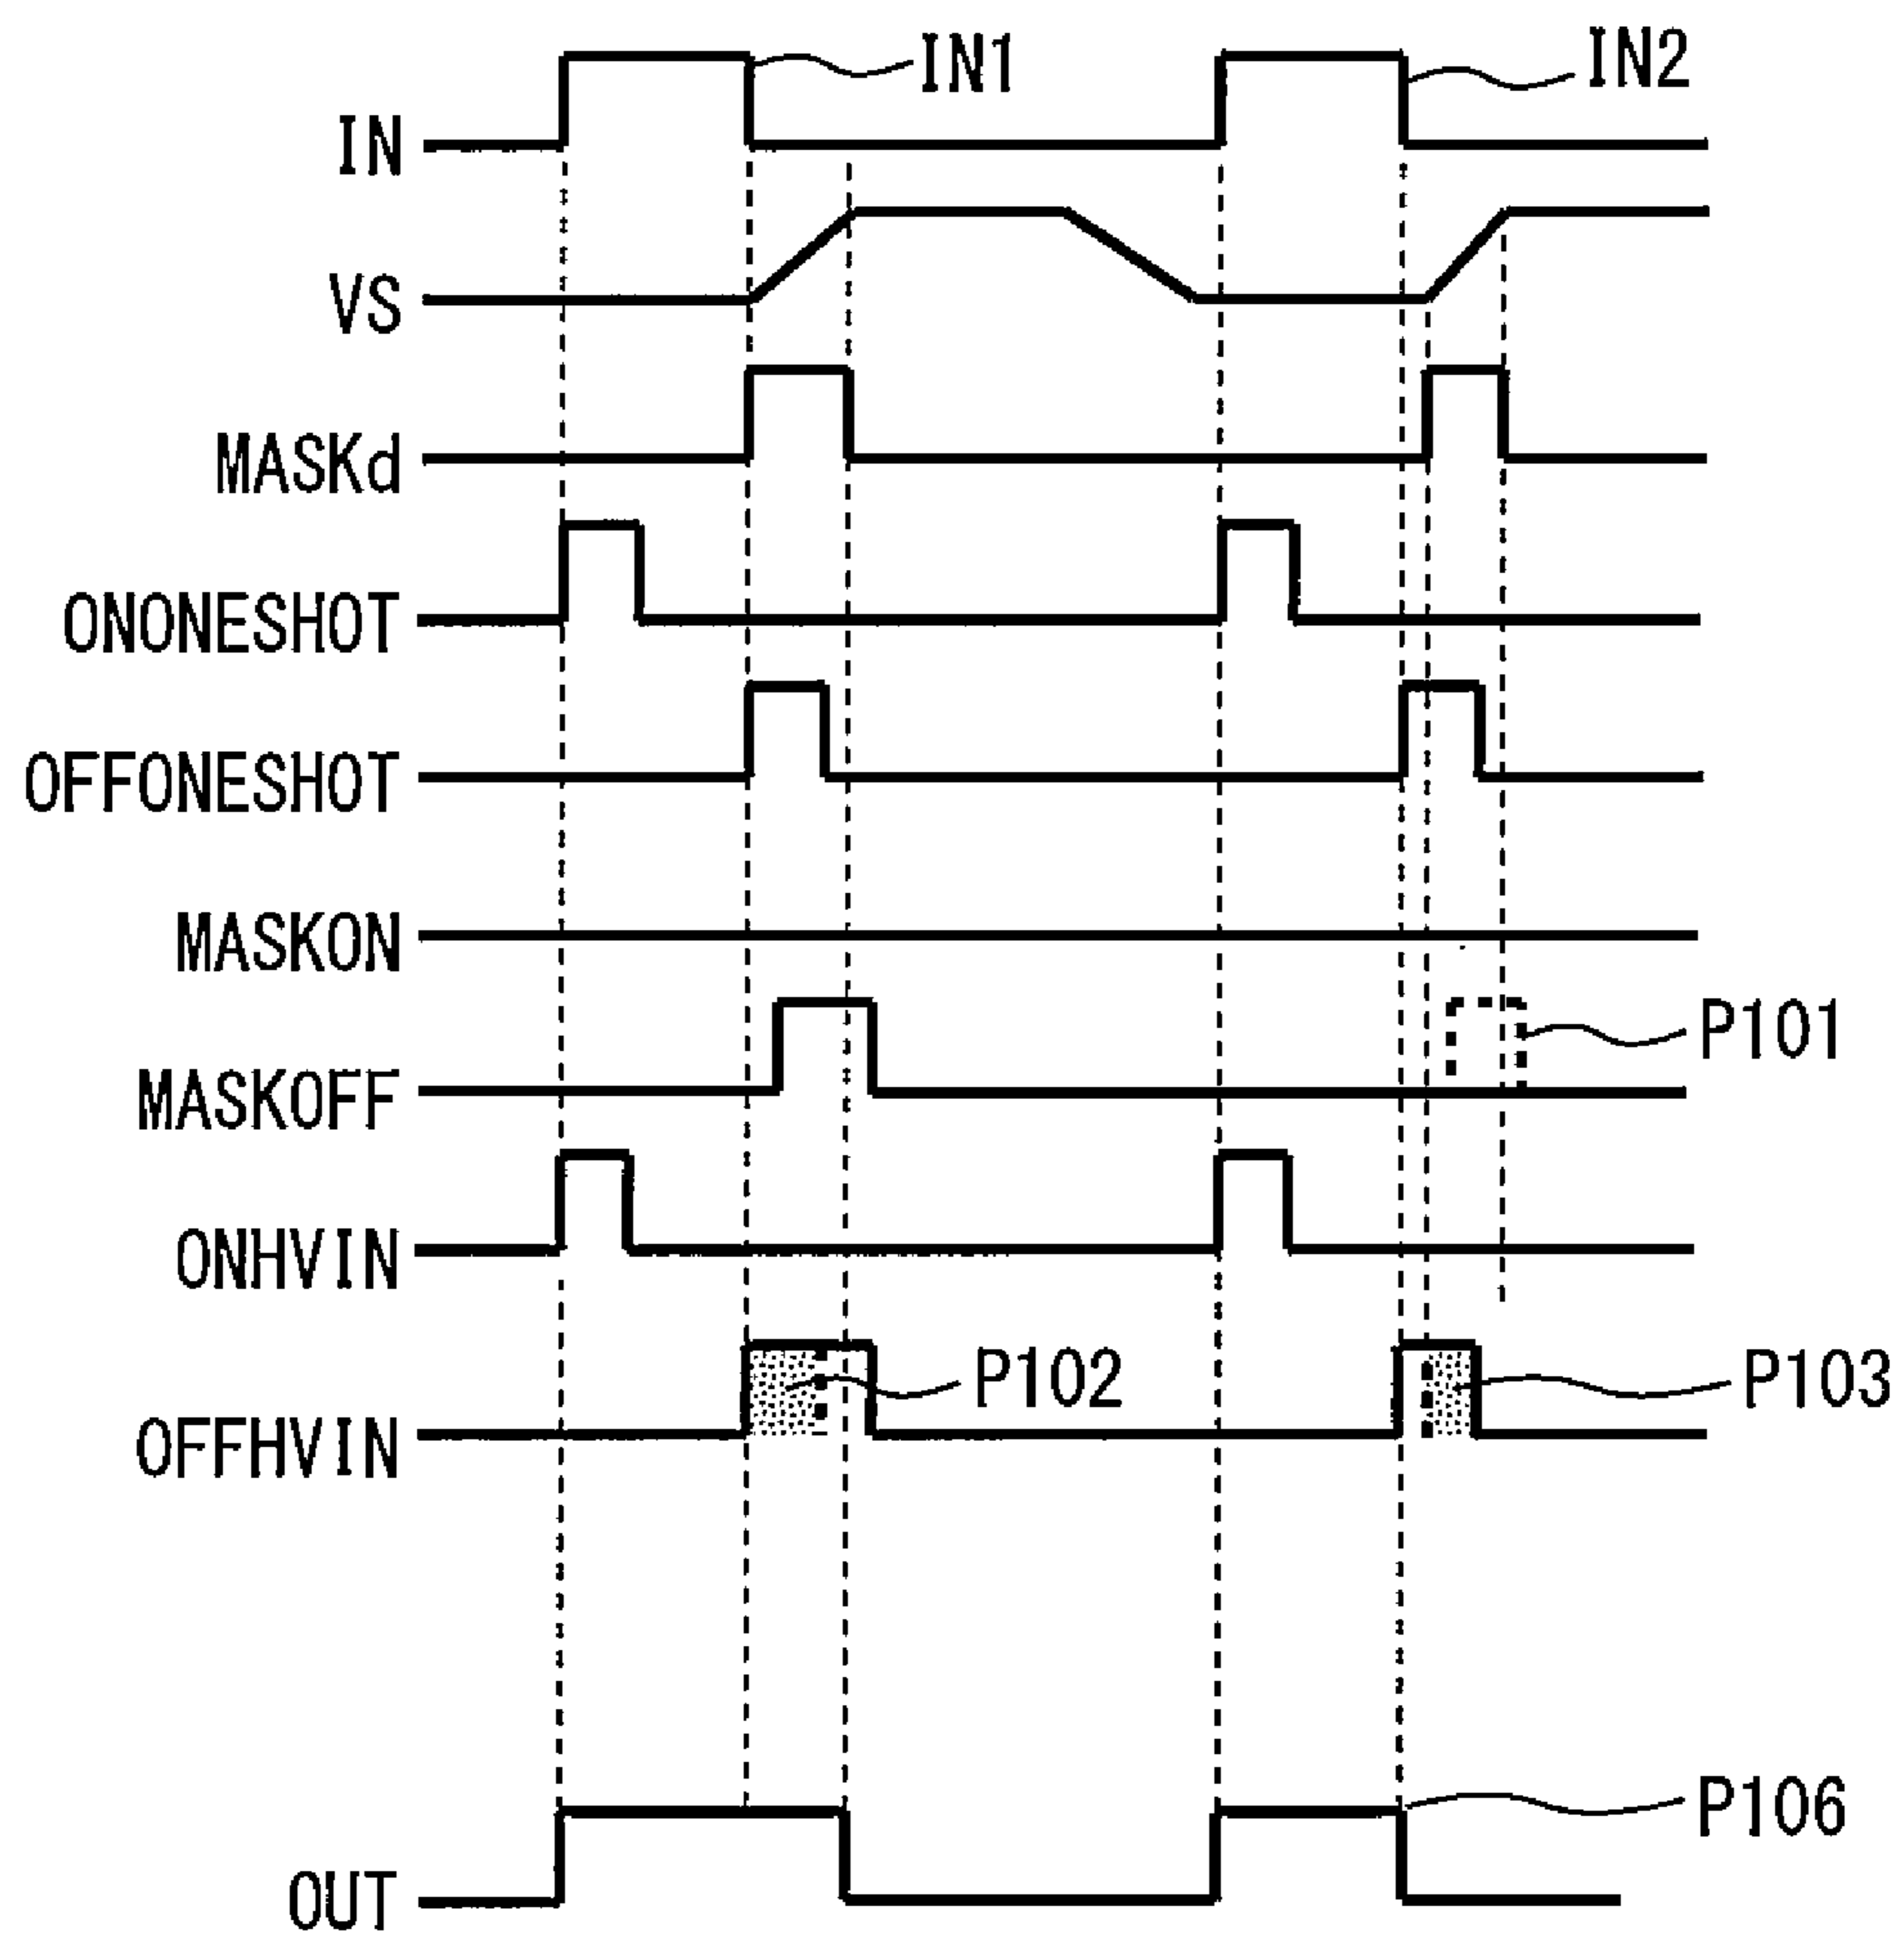 IN1
IN2
IN
VS
MASKd
ONONESHOT
OFFONESHOT
MASKON
P101
MASKOFF
ONHVIN
P102
P103
OFFHVIN
P106
OUT